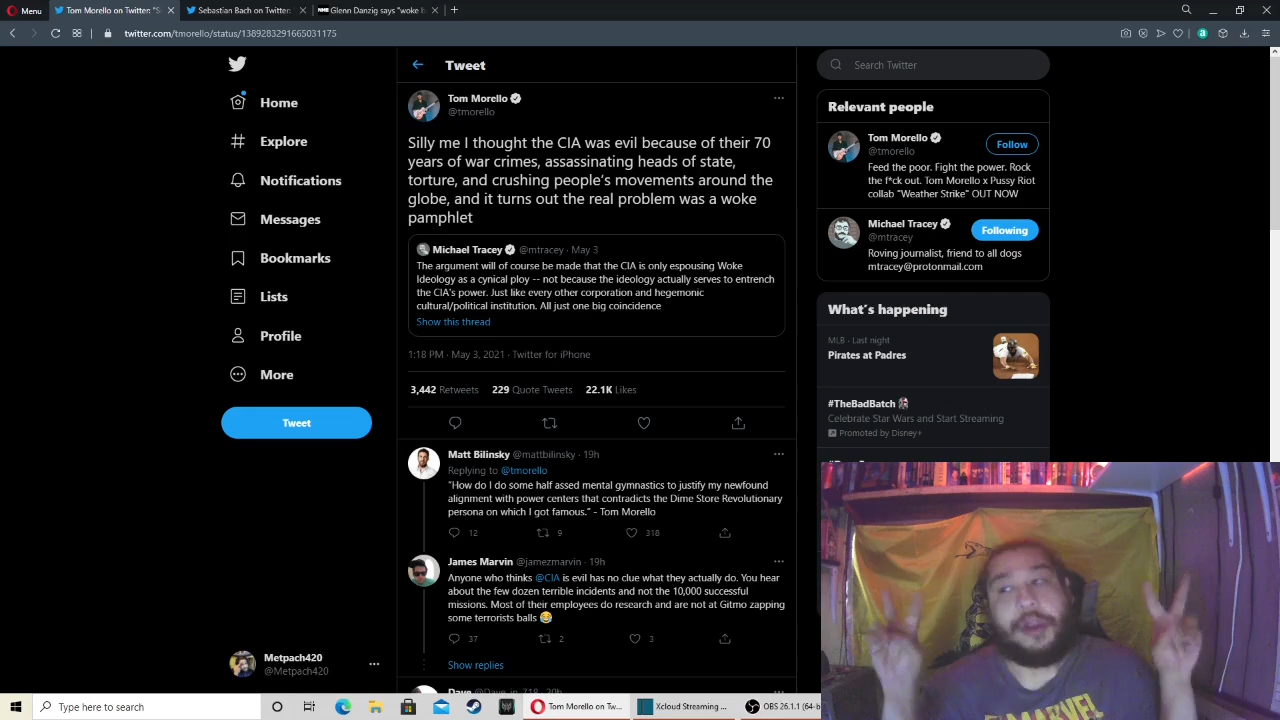 Menu
Tom Morello on Twitter: "S
Sebastian Bach on Twitter:
NME
Glenn Danzig says "woke b
twitter.com/tmorello/status/1389283291665031175
Home
Explore
Notifications
Messages
Bookmarks
Lists
Profile
More
Tweet
Metpach420
@Metpach420
Tweet
Tom Morello
@tmorello
Silly me I thought the CIA was evil because of their 70
years of war crimes, assassinating heads of state,
torture, and crushing people's movements around the
globe, and it turns out the real problem was a woke
pamphlet
Michael Tracey @mtracey · May 3
The argument will of course be made that the CIA is only espousing Woke
Ideology as a cynical ploy -- not because the ideology actually serves to entrench
the CIA's power. Just like every other corporation and hegemonic
cultural/political institution. All just one big coincidence
Show this thread
1:18 PM · May 3, 2021 · Twitter for iPhone
3,442 Retweets 229 Quote Tweets 22.1K Likes
Matt Bilinsky @mattbilinsky · 19h
Replying to @tmorello
"How do I do some half assed mental gymnastics to justify my newfound
alignment with power centers that contradicts the Dime Store Revolutionary
persona on which I got famous." - Tom Morello
12 9 318
James Marvin @jamezmarvin · 19h
Anyone who thinks @CIA is evil has no clue what they actually do. You hear
about the few dozen terrible incidents and not the 10,000 successful
missions. Most of their employees do research and are not at Gitmo zapping
some terrorists balls 😂
37 2 3
Show replies
Dave @Dave_in_718 · 20h
Search Twitter
Relevant people
Tom Morello
@tmorello
Follow
Feed the poor. Fight the power. Rock
the f*ck out. Tom Morello x Pussy Riot
collab "Weather Strike" OUT NOW
Michael Tracey
@mtracey
Following
Roving journalist, friend to all dogs
mtracey@protonmail.com
What's happening
MLB · Last night
Pirates at Padres
#TheBadBatch
Celebrate Star Wars and Start Streaming
Promoted by Disney+
MARVEL
Type here to search
Tom Morello on Tw...
Xcloud Streaming ...
OBS 26.1.1 (64-b